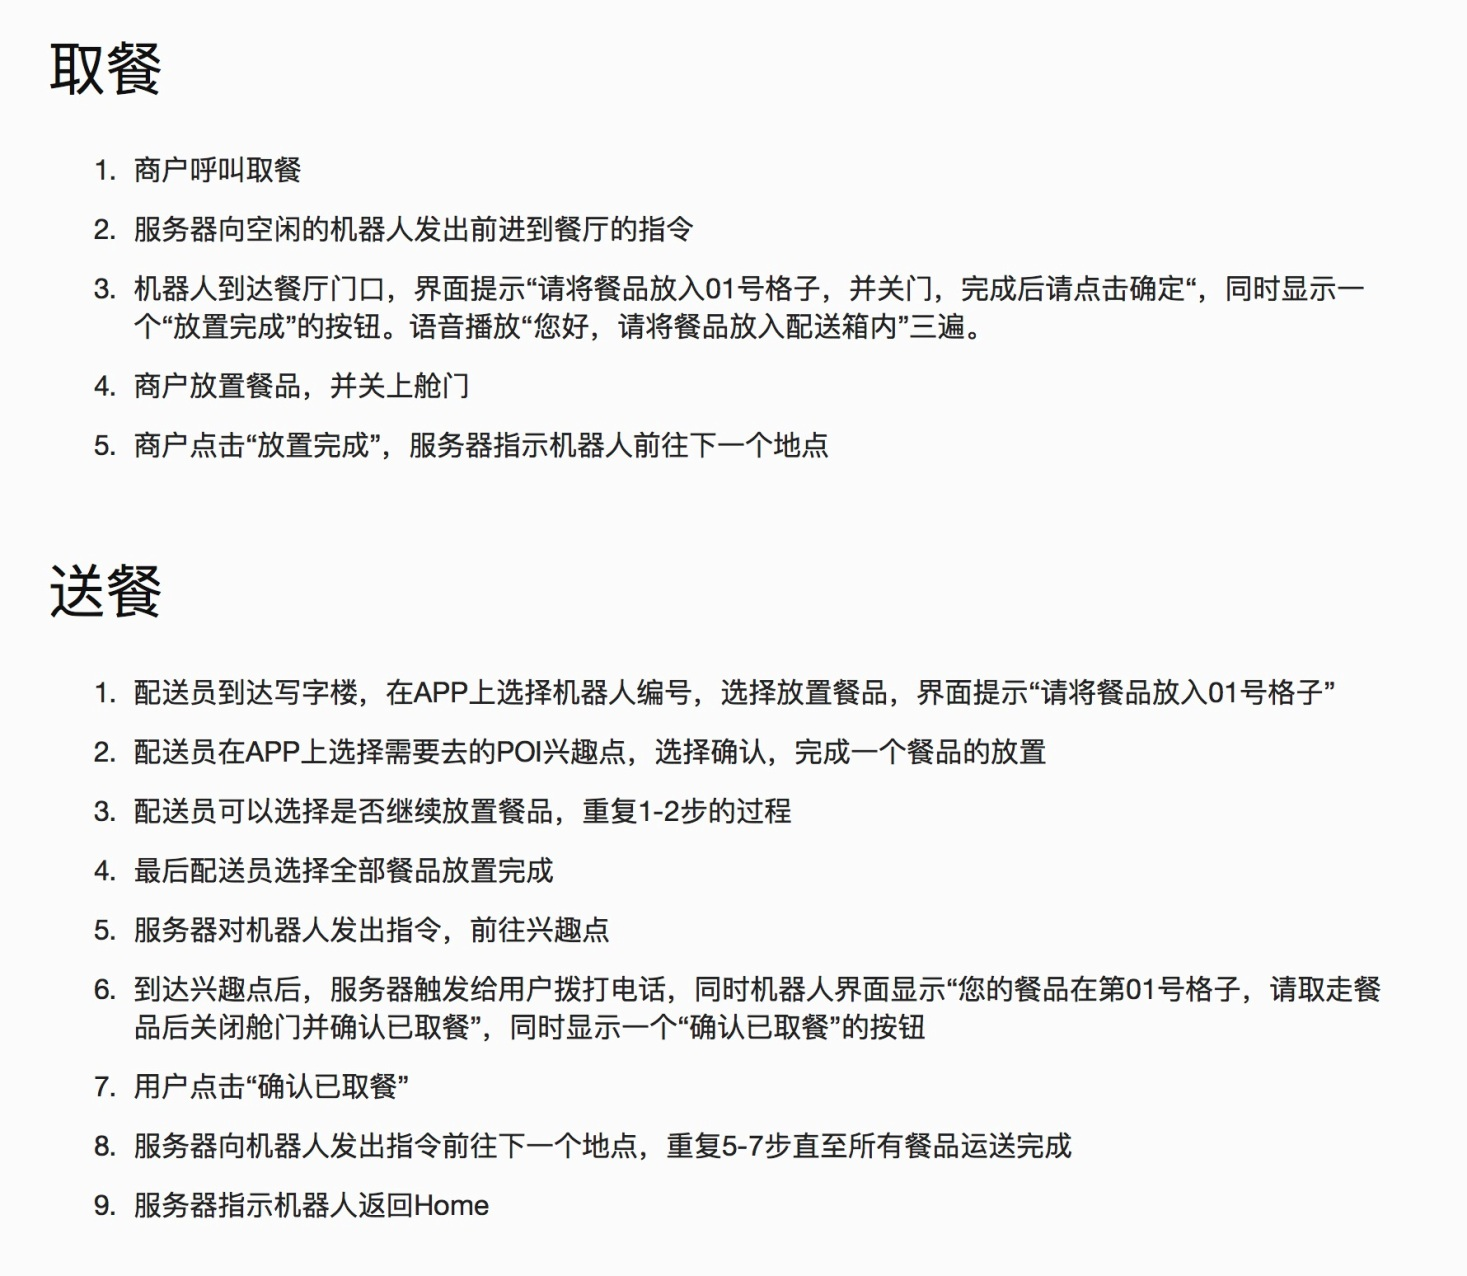 取餐
1. 商户呼叫取餐
2. 服务器向空闲的机器人发出前进到餐厅的指令
3. 机器人到达餐厅门口，界面提示“请将餐品放入01号格子，并关门，完成后请点击确定“，同时显示一
个“放置完成”的按钮。语音播放“您好，请将餐品放入配送箱内”三遍。
4. 商户放置餐品，并关上舱门
5. 商户点击“放置完成”，服务器指示机器人前往下一个地点
送餐
1. 配送员到达写字楼，在APP上选择机器人编号，选择放置餐品，界面提示“请将餐品放入01号格子”
2. 配送员在APP上选择需要去的POI兴趣点，选择确认，完成一个餐品的放置
3. 配送员可以选择是否继续放置餐品，重复1-2步的过程
4. 最后配送员选择全部餐品放置完成
5. 服务器对机器人发出指令，前往兴趣点
6. 到达兴趣点后，服务器触发给用户拨打电话，同时机器人界面显示“您的餐品在第01号格子，请取走餐
品后关闭舱门并确认已取餐”，同时显示一个“确认已取餐”的按钮
7. 用户点击“确认已取餐”
8. 服务器向机器人发出指令前往下一个地点，重复5-7步直至所有餐品运送完成
9. 服务器指示机器人返回Home